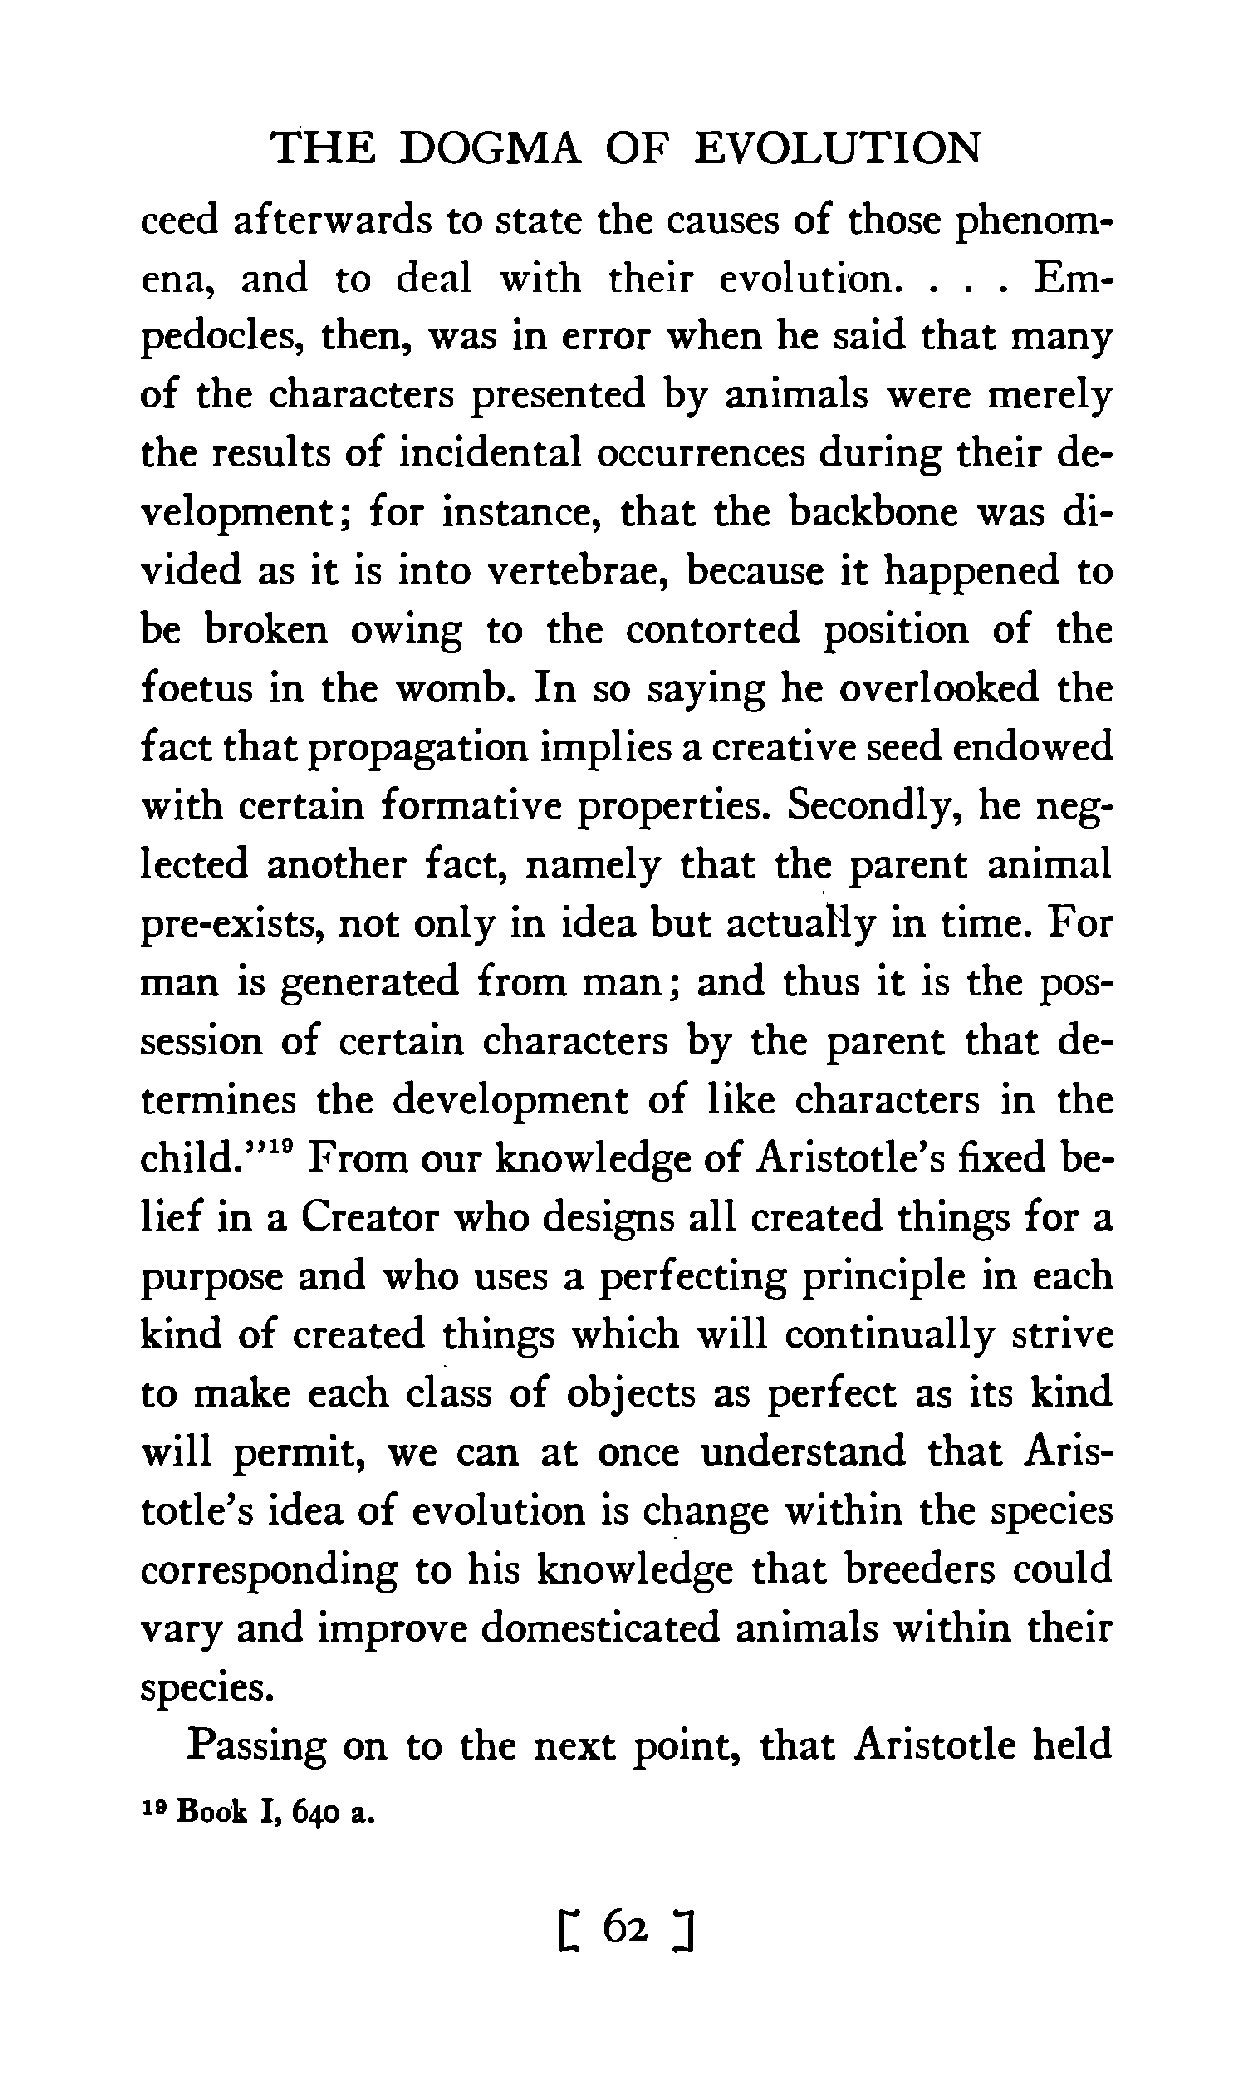 THE DOGMA OF EVOLUTION
ceed afterwards to state the causes of those phenom-
ena, and to deal with their evolution. . . . Em-
pedocles, then, was in error when he said that many
of the characters presented by animals were merely
the results of incidental occurrences during their de-
velopment; for instance, that the backbone was di-
vided as it is into vertebrae, because it happened to
be broken owing to the contorted position of the
foetus in the womb. In so saying he overlooked the
fact that propagation implies a creative seed endowed
with certain formative properties. Secondly, he neg-
lected another fact, namely that the parent animal
pre-exists, not only in idea but actually in time. For
man is generated from man; and thus it is the pos-
session of certain characters by the parent that de-
termines the development of like characters in the
child."¹⁹ From our knowledge of Aristotle's fixed be-
lief in a Creator who designs all created things for a
purpose and who uses a perfecting principle in each
kind of created things which will continually strive
to make each class of objects as perfect as its kind
will permit, we can at once understand that Aris-
totle's idea of evolution is change within the species
corresponding to his knowledge that breeders could
vary and improve domesticated animals within their
species.
Passing on to the next point, that Aristotle held
¹⁹ Book I, 640 a.
[ 62 ]